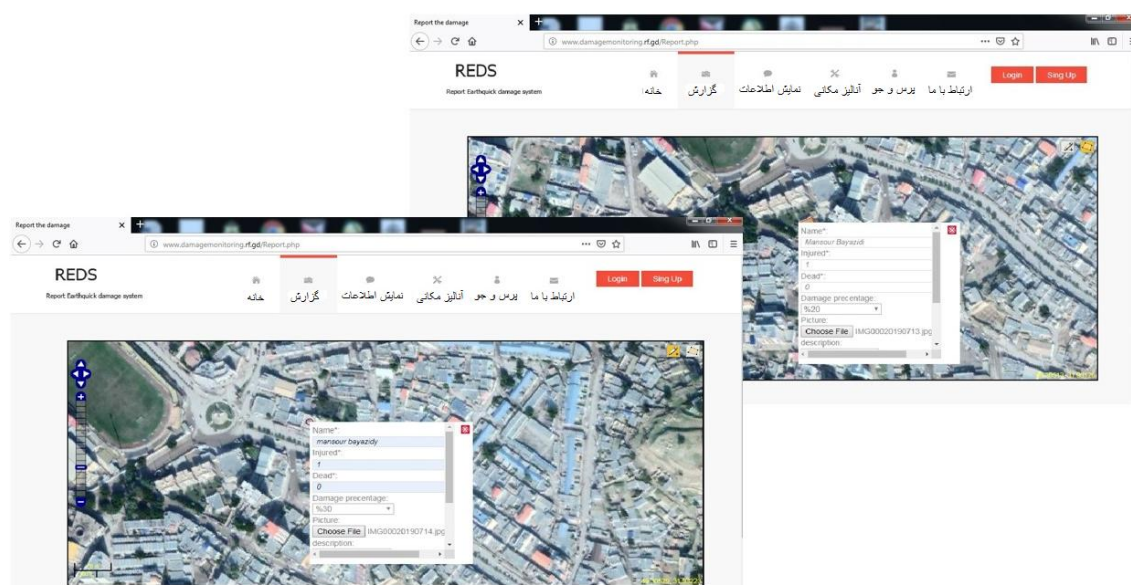 Report the damage
www.damagemonitoring.rf.gd/Report.php
REDS
Report Earthquick damage system
خانه
گزارش
نمایش اطلاعات
آنالیز مکانی
پرس و جو
ارتباط با ما
Login
Sing Up
Name*:
Mansour Bayazidi
Injured*:
1
Dead*:
0
Damage precentage:
%20
Picture:
Choose File IMG00020190713.jpg
description:
Report the damage
www.damagemonitoring.rf.gd/Report.php
REDS
Report Earthquick damage system
خانه
گزارش
نمایش اطلاعات
آنالیز مکانی
پرس و جو
ارتباط با ما
Login
Sing Up
Name*:
mansour bayazidy
Injured*:
1
Dead*:
0
Damage precentage:
%30
Picture:
Choose File IMG00020190714.jpg
description: